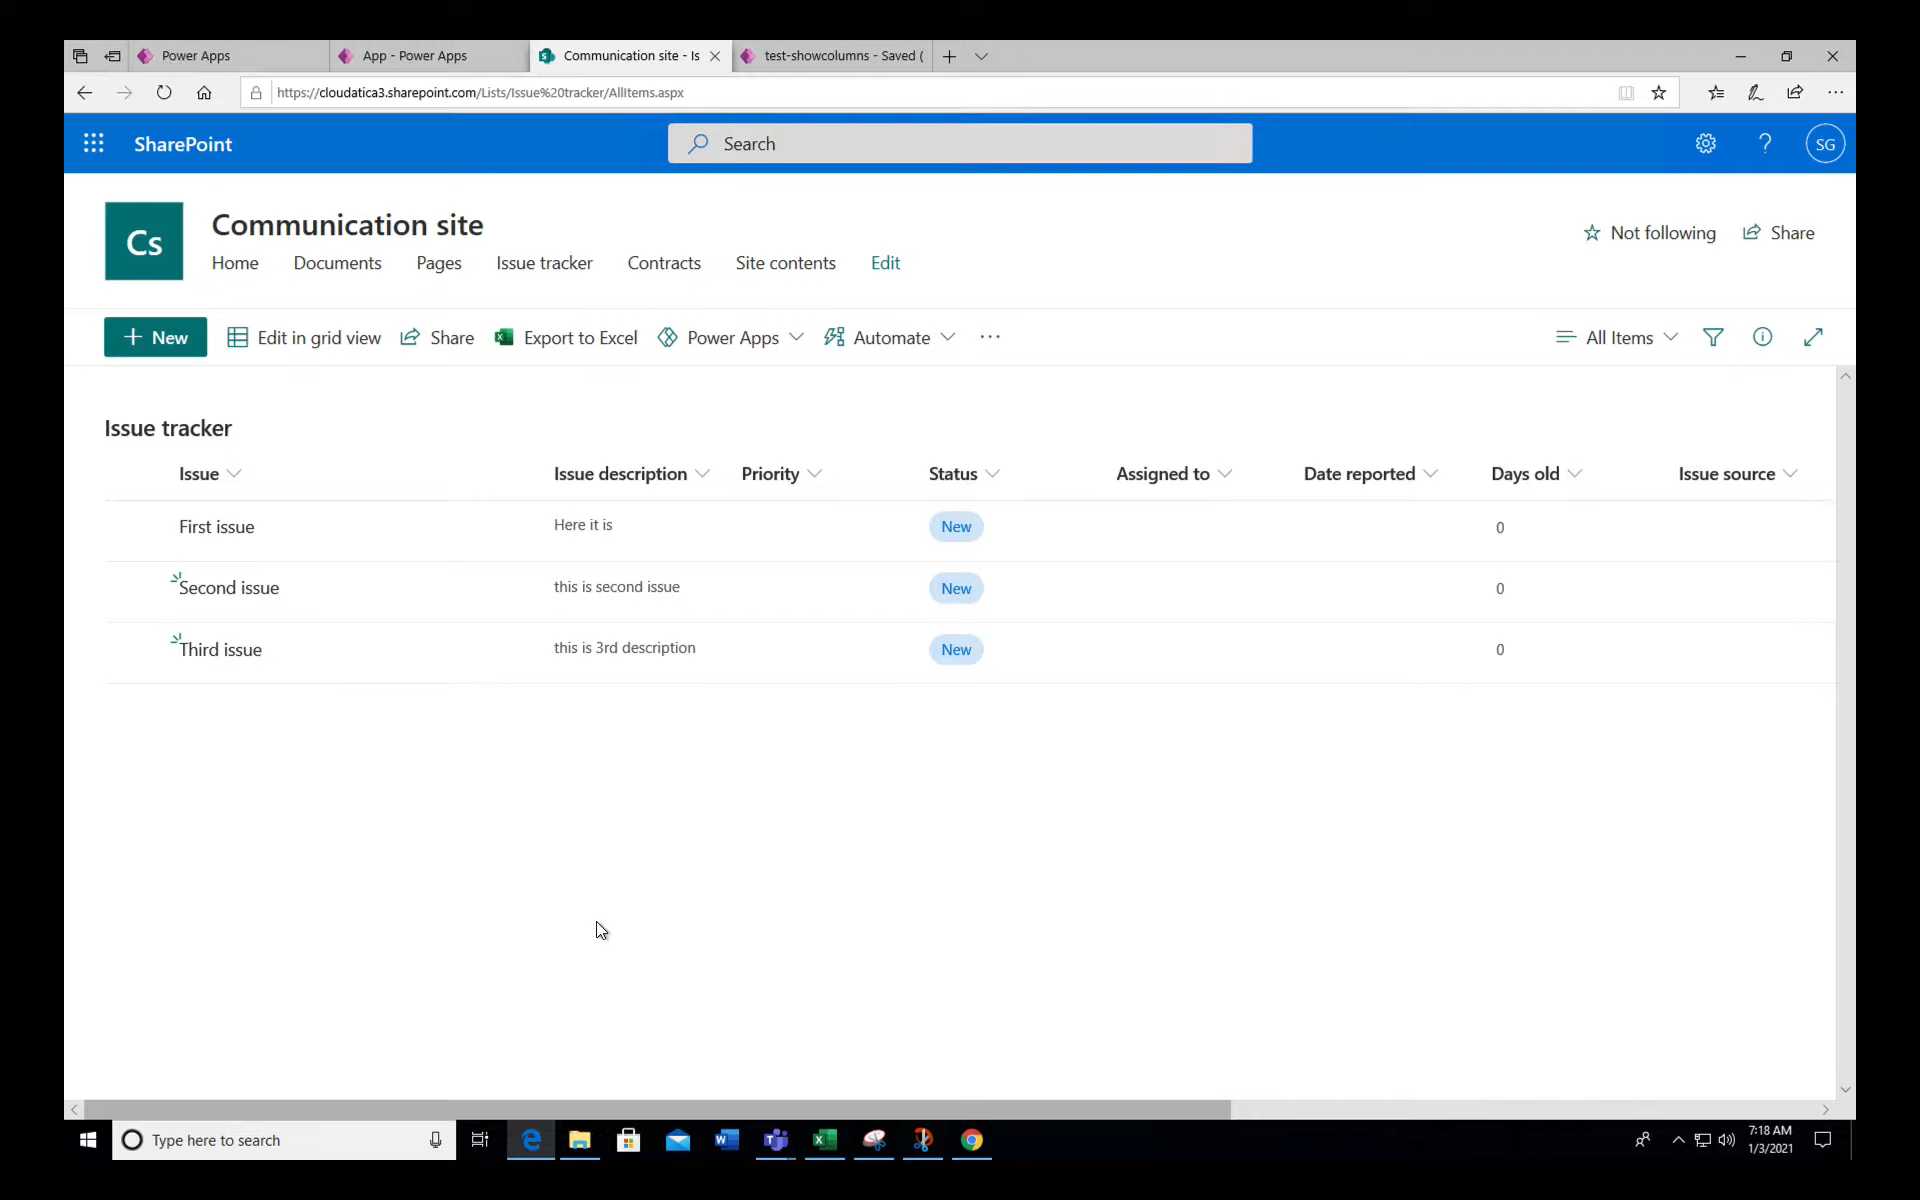 Power Apps
App - Power Apps
Communication site - Is
test-showcolumns - Saved (
https://cloudatica3.sharepoint.com/Lists/Issue%20tracker/AllItems.aspx
SharePoint
Search
?
SG
Cs
Communication site
Not following
Share
Home
Documents
Pages
Issue tracker
Contracts
Site contents
Edit
New
Edit in grid view
Share
Export to Excel
Power Apps
Automate
All Items
Issue tracker
Issue
Issue description
Priority
Status
Assigned to
Date reported
Days old
Issue source
First issue
Here it is
New
0
Second issue
this is second issue
New
0
Third issue
this is 3rd description
New
0
Type here to search
7:18 AM
1/3/2021